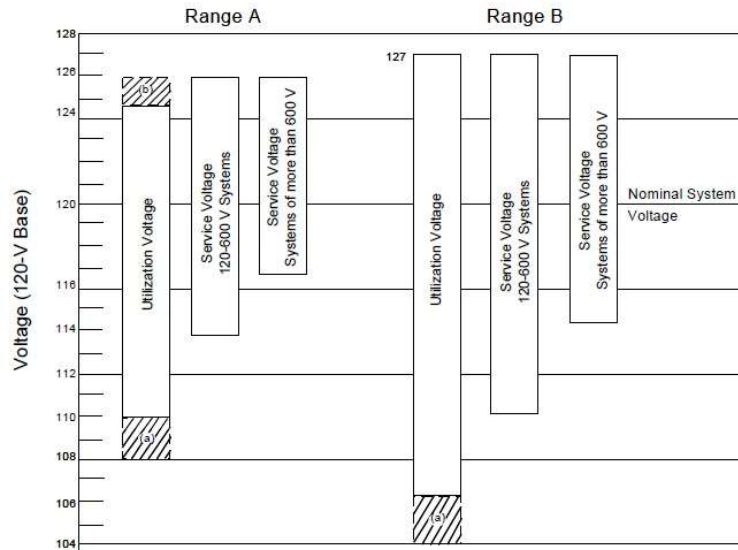 Range A
Range B
Voltage (120-V Base)
128
126
124
120
116
114
112
110
108
106
104
(b)
Utilization Voltage
(a)
Service Voltage
120-600 V Systems
Service Voltage
Systems of more than 600 V
127
Utilization Voltage
(a)
Service Voltage
120-600 V Systems
Service Voltage
Systems of more than 600 V
Nominal System
Voltage